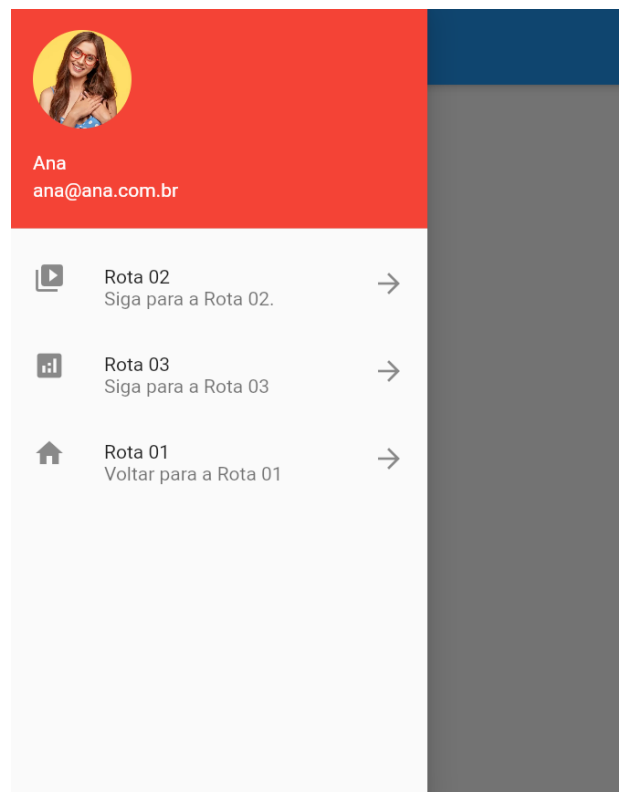 Ana
ana@ana.com.br
Rota 02
Siga para a Rota 02.
Rota 03
Siga para a Rota 03
Rota 01
Voltar para a Rota 01